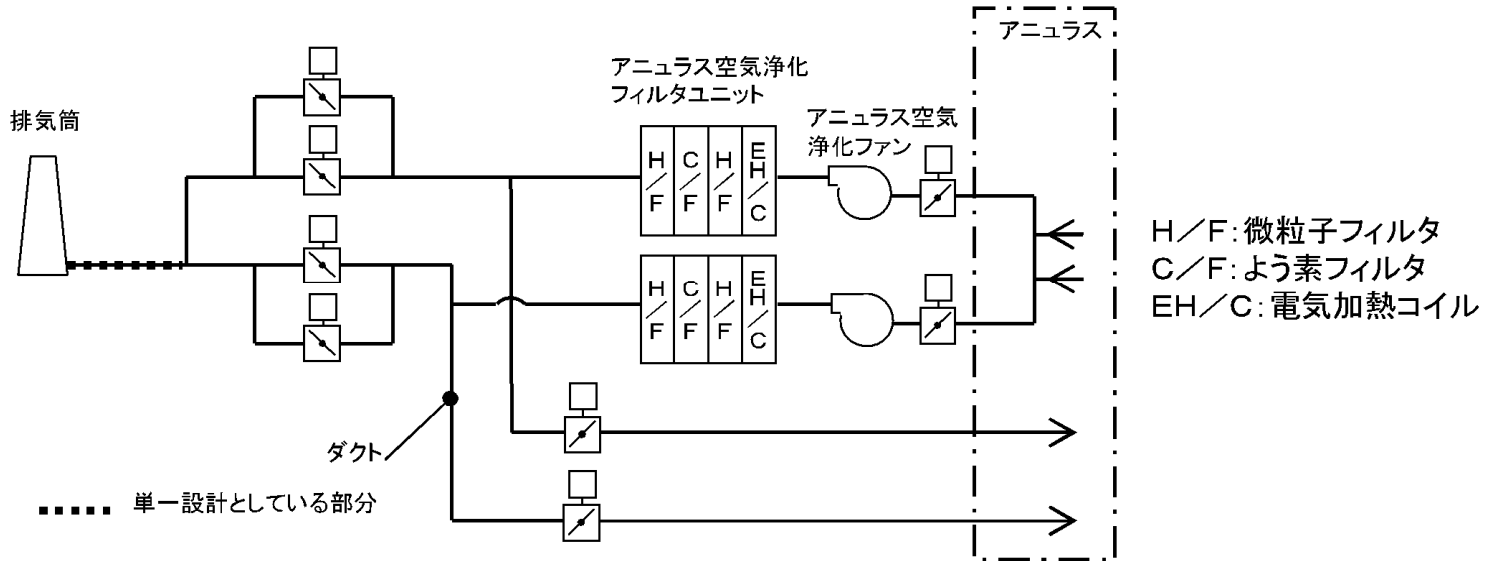 アニュラス
アニュラス空気浄化
フィルタユニット
アニュラス空気
浄化ファン
排気筒
H/F
C/F
H/F
EH/C
H/F
C/F
H/F
EH/C
H/F:微粒子フィルタ
C/F:よう素フィルタ
EH/C:電気加熱コイル
ダクト
単一設計としている部分